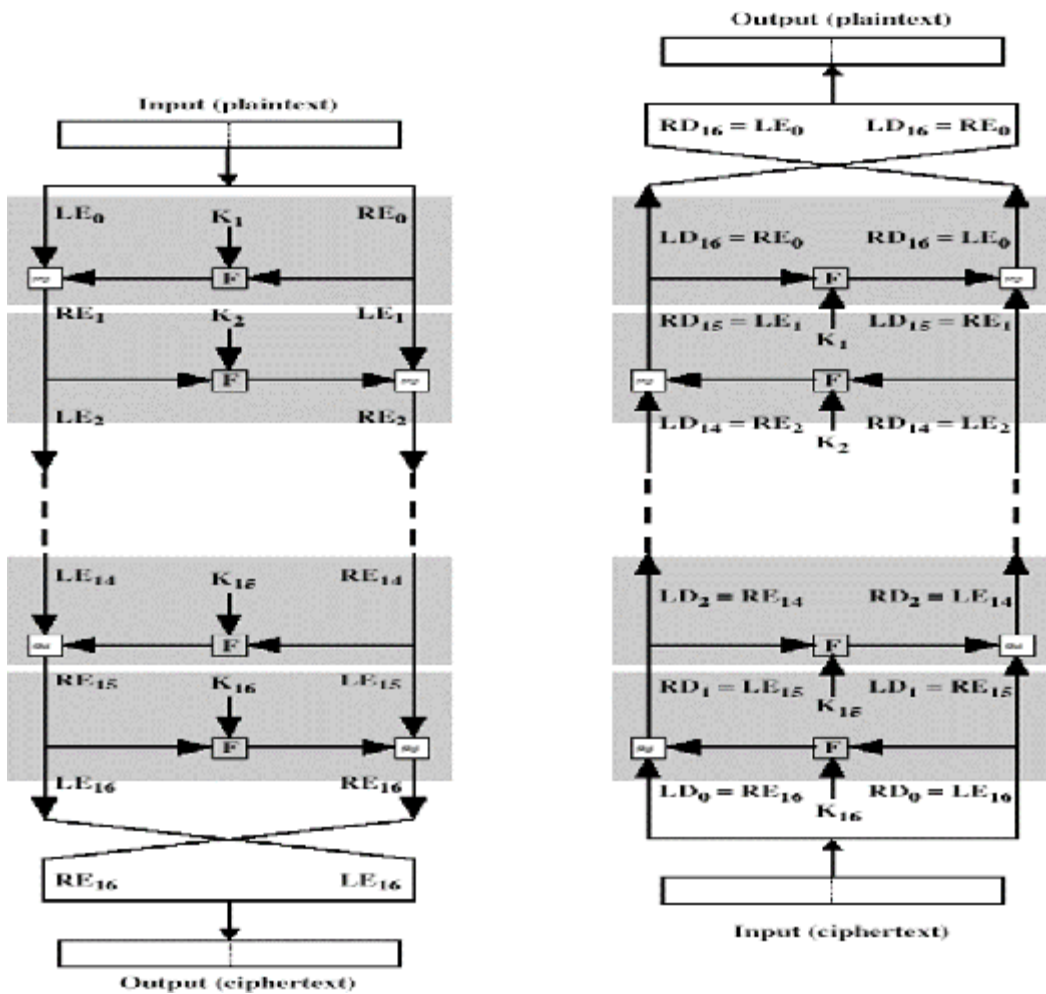 Input (plaintext)
LE₀ K₁ RE₀
F
RE₁ K₂ LE₁
F
LE₂ RE₂
LE₁₄ K₁₅ RE₁₄
F
RE₁₅ K₁₆ LE₁₅
F
LE₁₆ RE₁₆
RE₁₆ LE₁₆
Output (ciphertext)
Output (plaintext)
RD₁₆ = LE₀ LD₁₆ = RE₀
LD₁₆ = RE₀ RD₁₆ = LE₀
F
RD₁₅ = LE₁ LD₁₅ = RE₁
K₁
F
LD₁₄ = RE₂ RD₁₄ = LE₂
K₂
LD₂ = RE₁₄ RD₂ = LE₁₄
F
RD₁ = LE₁₅ LD₁ = RE₁₅
K₁₅
F
LD₀ = RE₁₆ RD₀ = LE₁₆
K₁₆
Input (ciphertext)